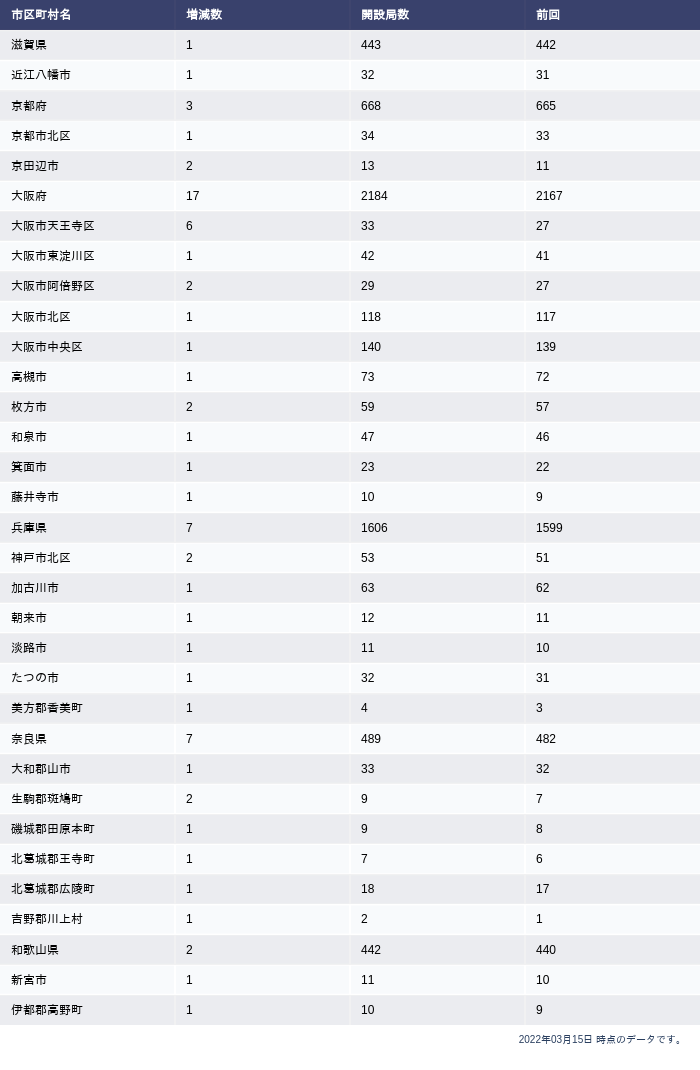 市区町村名 増減数 開設局数 前回
滋賀県 1 443 442
近江八幡市 1 32 31
京都府 3 668 665
京都市北区 1 34 33
京田辺市 2 13 11
大阪府 17 2184 2167
大阪市天王寺区 6 33 27
大阪市東淀川区 1 42 41
大阪市阿倍野区 2 29 27
大阪市北区 1 118 117
大阪市中央区 1 140 139
高槻市 1 73 72
枚方市 2 59 57
和泉市 1 47 46
箕面市 1 23 22
藤井寺市 1 10 9
兵庫県 7 1606 1599
神戸市北区 2 53 51
加古川市 1 63 62
朝来市 1 12 11
淡路市 1 11 10
たつの市 1 32 31
美方郡香美町 1 4 3
奈良県 7 489 482
大和郡山市 1 33 32
生駒郡斑鳩町 2 9 7
磯城郡田原本町 1 9 8
北葛城郡王寺町 1 7 6
北葛城郡広陵町 1 18 17
吉野郡川上村 1 2 1
和歌山県 2 442 440
新宮市 1 11 10
伊都郡高野町 1 10 9
2022年03月15日 時点のデータです。